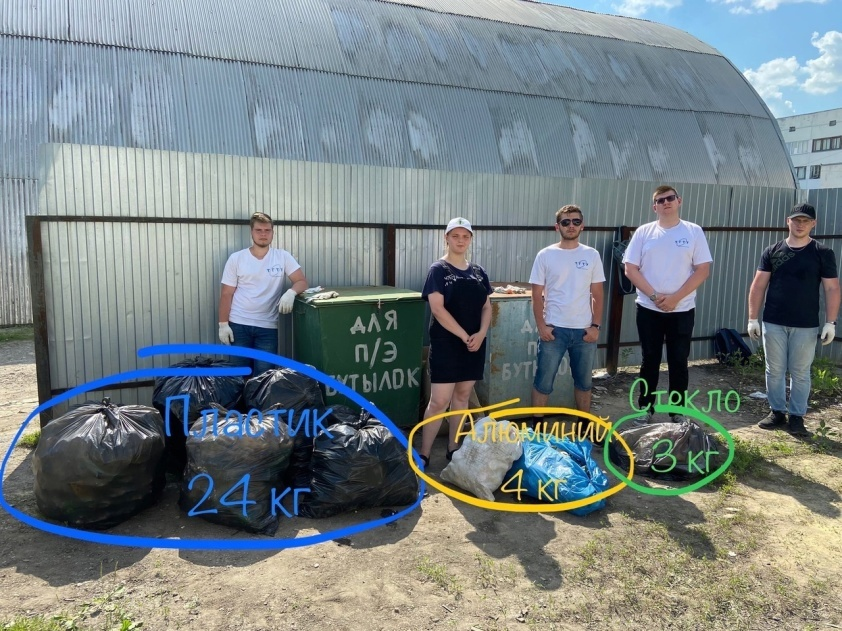 ДЛЯ
П/Э
БУТЫЛОК
Пластик
24 кг
Алюминий
4 кг
Стекло
3 кг